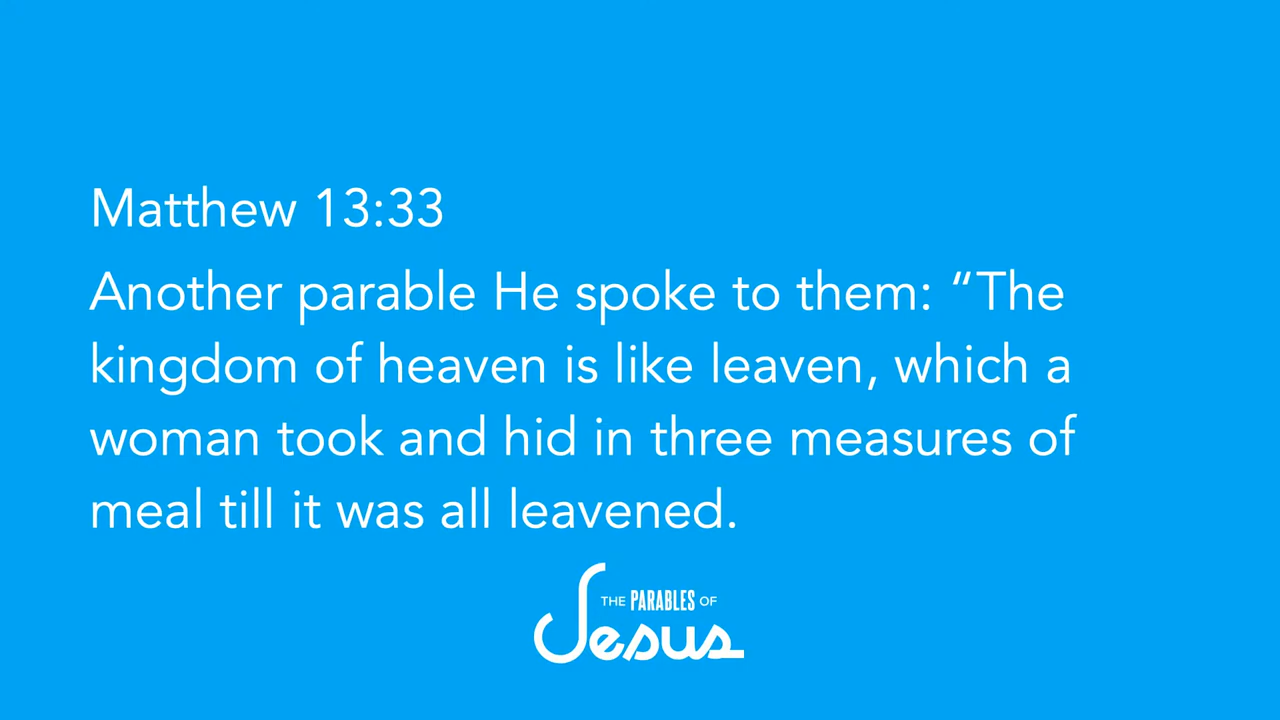 Matthew 13:33
Another parable He spoke to them: “The
kingdom of heaven is like leaven, which a
woman took and hid in three measures of
meal till it was all leavened.
THE PARABLES OF
Jesus